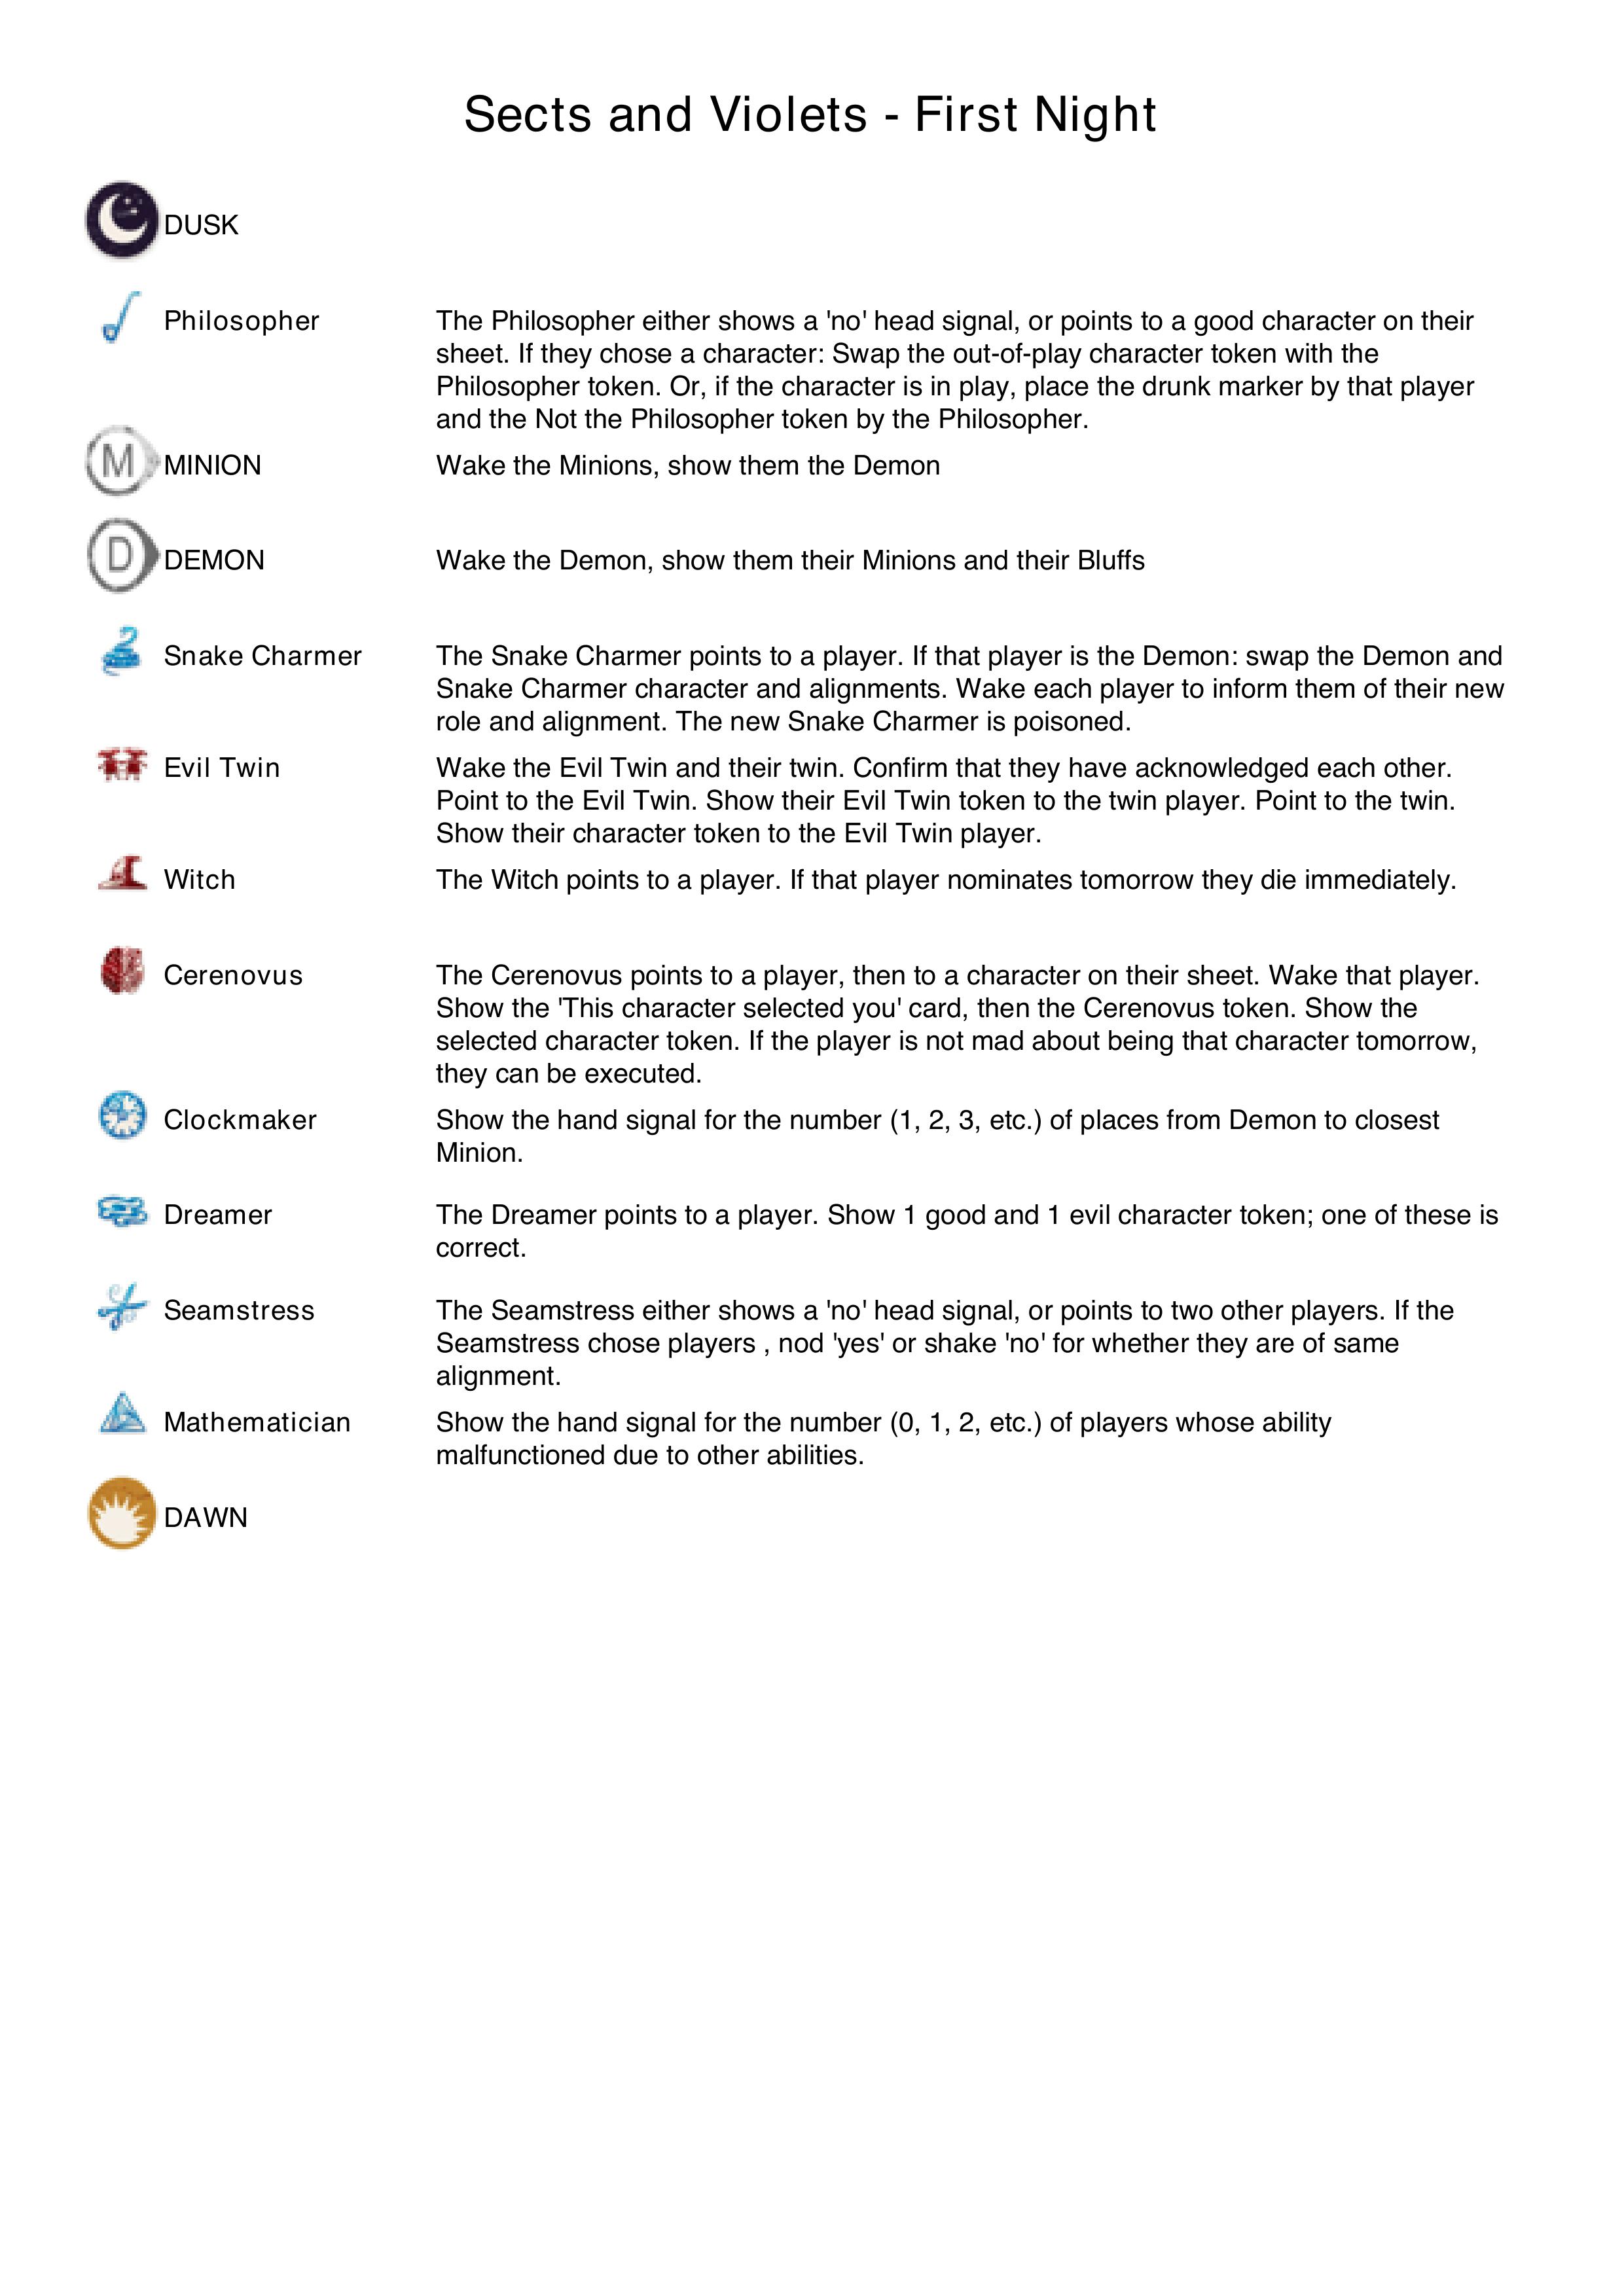 Sects and Violets - First Night
DUSK
Philosopher
The Philosopher either shows a 'no' head signal, or points to a good character on their
sheet. If they chose a character: Swap the out-of-play character token with the
Philosopher token. Or, if the character is in play, place the drunk marker by that player
and the Not the Philosopher token by the Philosopher.
M
MINION
Wake the Minions, show them the Demon
D
DEMON
Wake the Demon, show them their Minions and their Bluffs
Snake Charmer
The Snake Charmer points to a player. If that player is the Demon: swap the Demon and
Snake Charmer character and alignments. Wake each player to inform them of their new
role and alignment. The new Snake Charmer is poisoned.
Evil Twin
Wake the Evil Twin and their twin. Confirm that they have acknowledged each other.
Point to the Evil Twin. Show their Evil Twin token to the twin player. Point to the twin.
Show their character token to the Evil Twin player.
Witch
The Witch points to a player. If that player nominates tomorrow they die immediately.
Cerenovus
The Cerenovus points to a player, then to a character on their sheet. Wake that player.
Show the 'This character selected you' card, then the Cerenovus token. Show the
selected character token. If the player is not mad about being that character tomorrow,
they can be executed.
Clockmaker
Show the hand signal for the number (1, 2, 3, etc.) of places from Demon to closest
Minion.
Dreamer
The Dreamer points to a player. Show 1 good and 1 evil character token; one of these is
correct.
Seamstress
The Seamstress either shows a 'no' head signal, or points to two other players. If the
Seamstress chose players , nod 'yes' or shake 'no' for whether they are of same
alignment.
Mathematician
Show the hand signal for the number (0, 1, 2, etc.) of players whose ability
malfunctioned due to other abilities.
DAWN